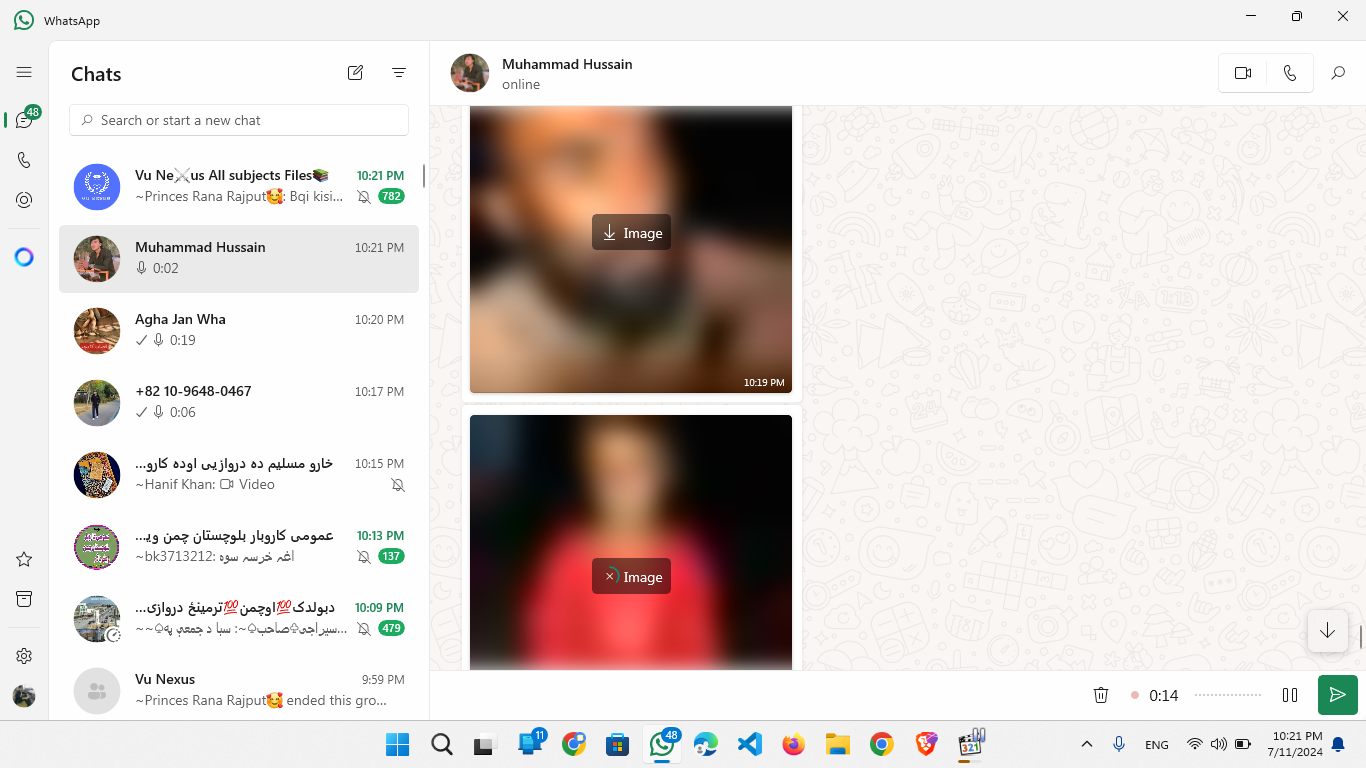 WhatsApp
48
Chats
Search or start a new chat
Vu Ne⚔️us All subjects Files📚 10:21 PM
~Princes Rana Rajput🥰: Bqi kisi... 782
Muhammad Hussain 10:21 PM
0:02
Agha Jan Wha 10:20 PM
0:19
+82 10-9648-0467 10:17 PM
0:06
خارو مسلیم ده دروازیی اوده کارو... 10:15 PM
~Hanif Khan: Video
عمومی کاروبار بلوچستان چمن وی... 10:13 PM
~bk3713212: اغہ خرسہ سوہ 137
دبولدک💯اوچمن💯ترمینځ دروازی... 10:09 PM
~~♤سیراجی♧صاحب♤~: سبا د جمعې په... 479
Vu Nexus 9:59 PM
~Princes Rana Rajput🥰 ended this gro...
Muhammad Hussain
online
Image
10:19 PM
Image
0:14
11
48
321
ENG
10:21 PM
7/11/2024